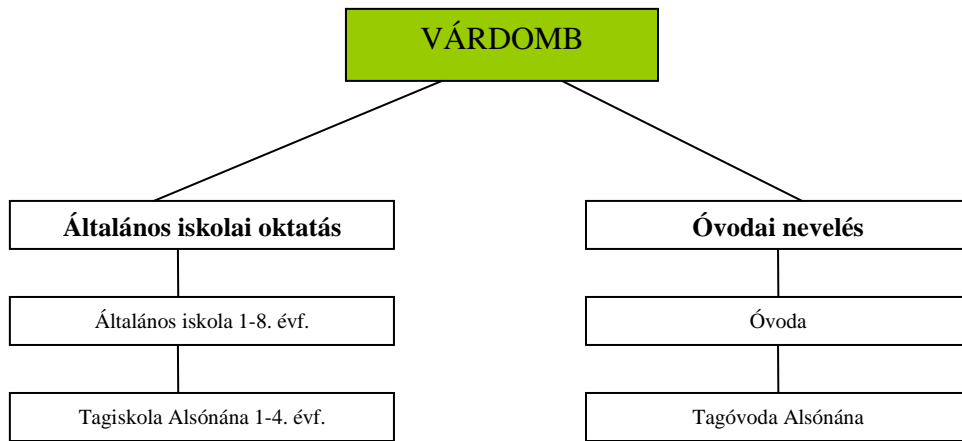 VÁRDOMB
Általános iskolai oktatás
Óvodai nevelés
Általános iskola 1-8. évf.
Óvoda
Tagiskola Alsónána 1-4. évf.
Tagóvoda Alsónána